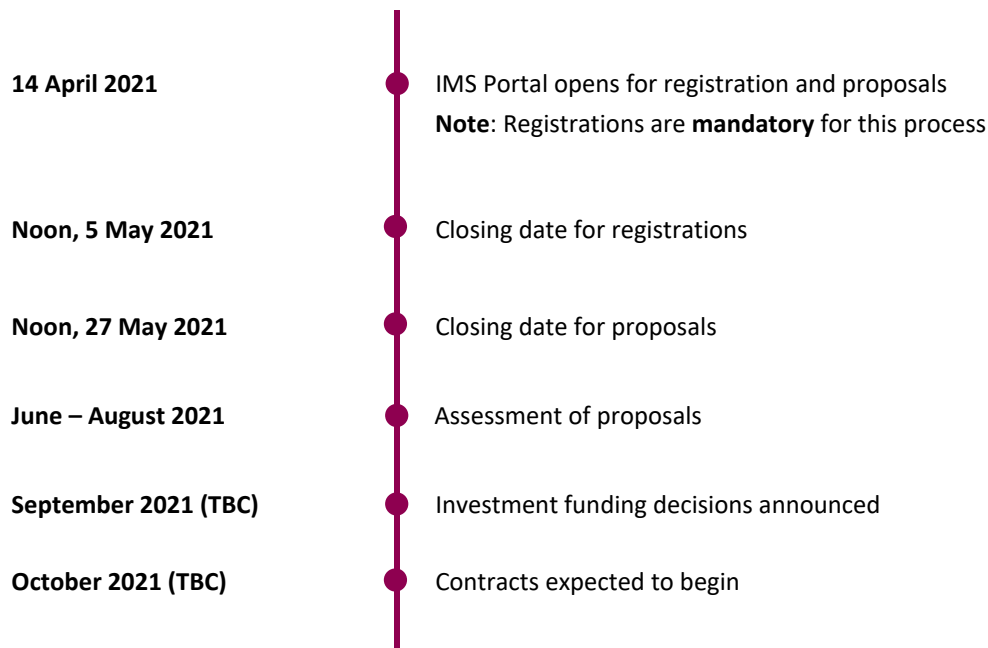 14 April 2021 IMS Portal opens for registration and proposals
Note: Registrations are mandatory for this process
Noon, 5 May 2021 Closing date for registrations
Noon, 27 May 2021 Closing date for proposals
June – August 2021 Assessment of proposals
September 2021 (TBC) Investment funding decisions announced
October 2021 (TBC) Contracts expected to begin